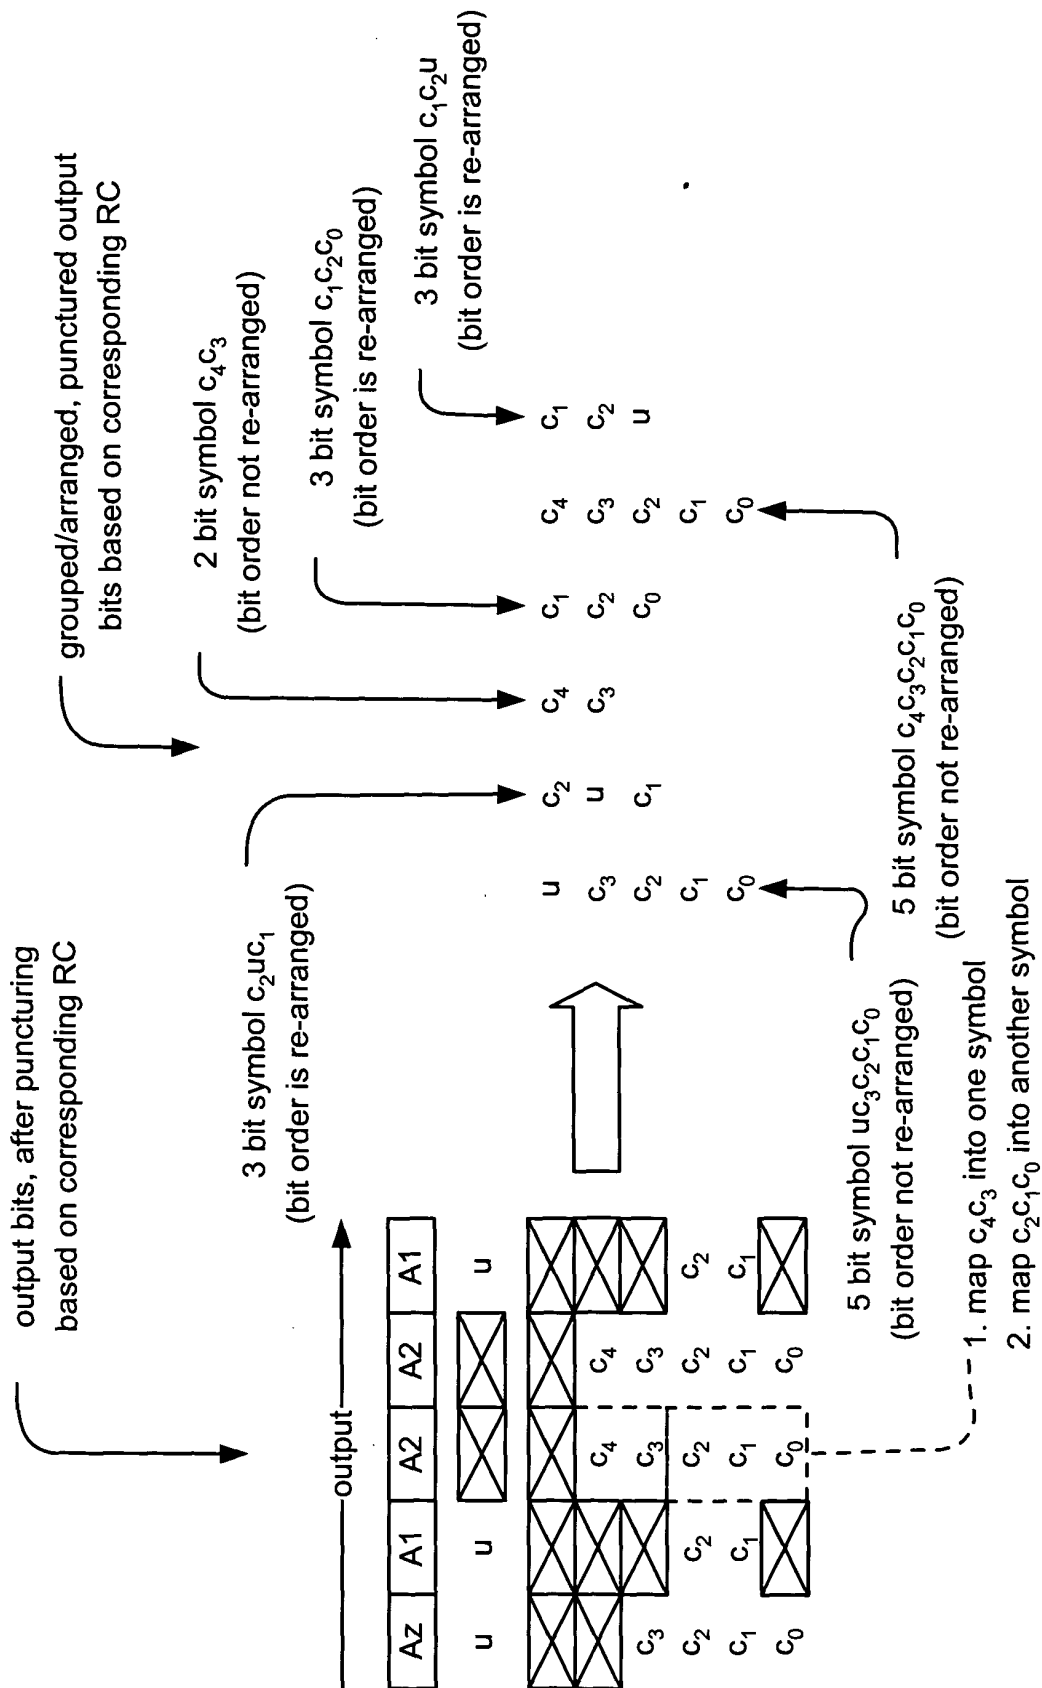 output bits, after puncturing
based on corresponding RC
grouped/arranged, punctured output
bits based on corresponding RC
output
Az A1 A2 A2 A1
u u u
c₄ c₄
c₃ c₃ c₃
c₂ c₂ c₂ c₂ c₂
c₁ c₁ c₁ c₁ c₁
c₀ c₀ c₀
3 bit symbol c₂uc₁
(bit order is re-arranged)
2 bit symbol c₄c₃
(bit order not re-arranged)
3 bit symbol c₁c₂c₀
(bit order is re-arranged)
3 bit symbol c₁c₂u
(bit order is re-arranged)
u c₂ c₄ c₁ c₄ c₁
c₃ u c₃ c₂ c₃ c₂
c₂ c₁ c₀ c₂ u
c₁ c₁
c₀ c₀
5 bit symbol uc₃c₂c₁c₀
(bit order not re-arranged)
5 bit symbol c₄c₃c₂c₁c₀
(bit order not re-arranged)
1. map c₄c₃ into one symbol
2. map c₂c₁c₀ into another symbol